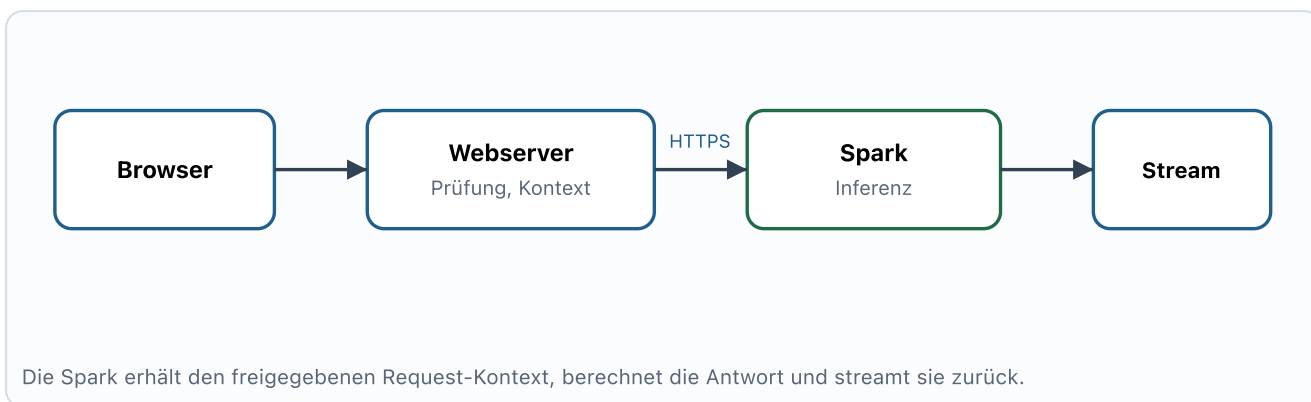 Browser
Webserver
Prüfung, Kontext
HTTPS
Spark
Inferenz
Stream
Die Spark erhält den freigegebenen Request-Kontext, berechnet die Antwort und streamt sie zurück.